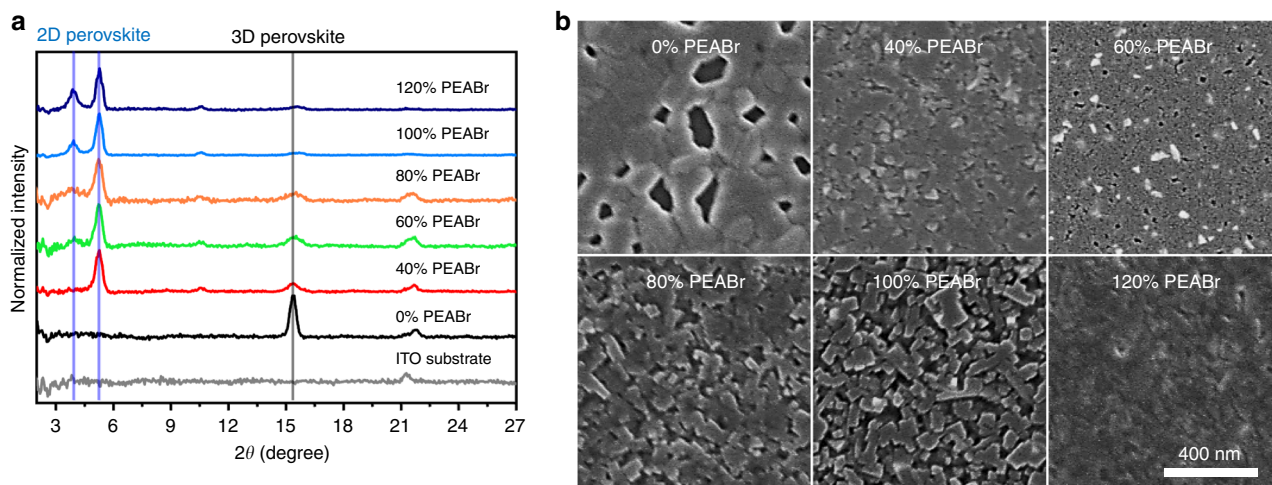 a
2D perovskite
3D perovskite
120% PEABr
100% PEABr
80% PEABr
60% PEABr
40% PEABr
0% PEABr
ITO substrate
Normalized intensity
3 6 9 12 15 18 21 24 27
2θ (degree)
b
0% PEABr
40% PEABr
60% PEABr
80% PEABr
100% PEABr
120% PEABr
400 nm